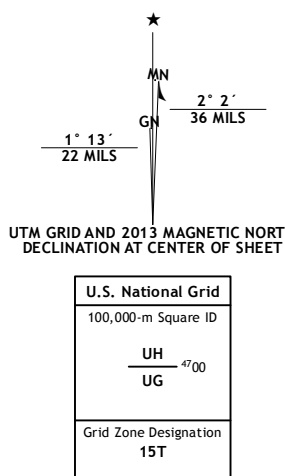 MN
2° 2´
36 MILS
GN
1° 13´
22 MILS
UTM GRID AND 2013 MAGNETIC NORT
DECLINATION AT CENTER OF SHEET
U.S. National Grid
100,000-m Square ID
UH
4700
UG
Grid Zone Designation
15T